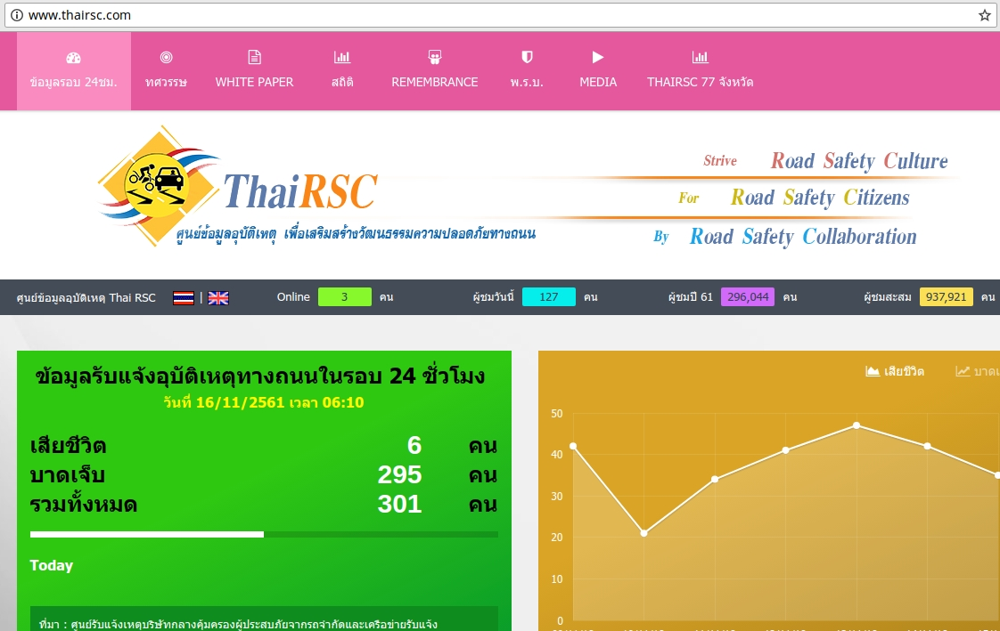 www.thairsc.com
ข้อมูลรอบ 24ชม. ทศวรรษ WHITE PAPER สถิติ REMEMBRANCE พ.ร.บ. MEDIA THAIRSC 77 จังหวัด
Strive Road Safety Culture
ThaiRSC
For Road Safety Citizens
ศูนย์ข้อมูลอุบัติเหตุ เพื่อเสริมสร้างวัฒนธรรมความปลอดภัยทางถนน
By Road Safety Collaboration
ศูนย์ข้อมูลอุบัติเหตุ Thai RSC | Online 3 คน ผู้ชมวันนี้ 127 คน ผู้ชมปี 61 296,044 คน ผู้ชมสะสม 937,921 คน
ข้อมูลรับแจ้งอุบัติเหตุทางถนนในรอบ 24 ชั่วโมง
วันที่ 16/11/2561 เวลา 06:10
เสียชีวิต 6 คน
บาดเจ็บ 295 คน
รวมทั้งหมด 301 คน
Today
ที่มา : ศูนย์รับแจ้งเหตุบริษัทกลางคุ้มครองผู้ประสบภัยจากรถจำกัดและเครือข่ายรับแจ้ง
เสียชีวิต บาดเ
50
40
30
20
10
0